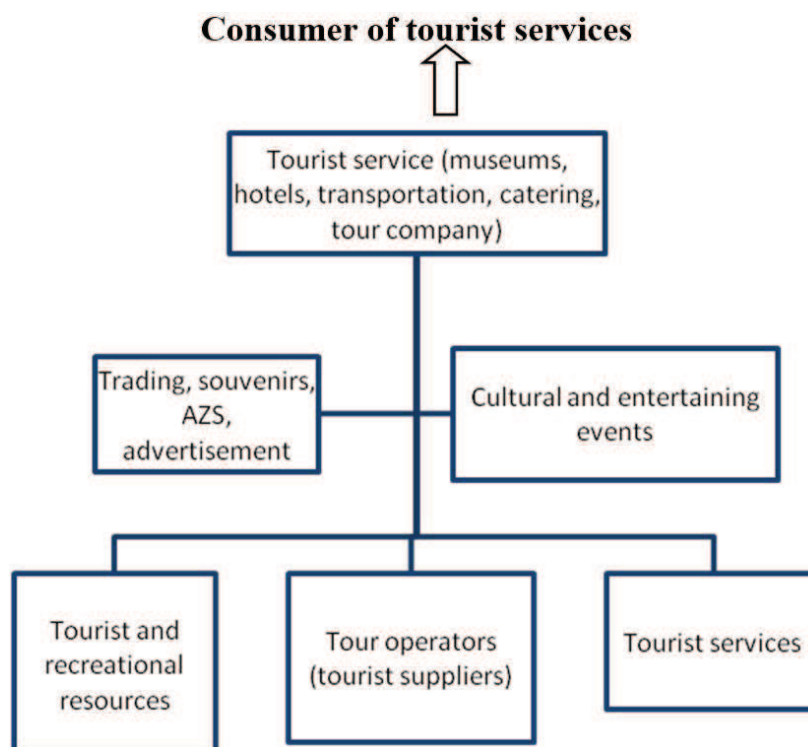 Consumer of tourist services
Tourist service (museums,
hotels, transportation, catering,
tour company)
Trading, souvenirs,
AZS,
advertisement
Cultural and entertaining
events
Tourist and
recreational
resources
Tour operators
(tourist suppliers)
Tourist services